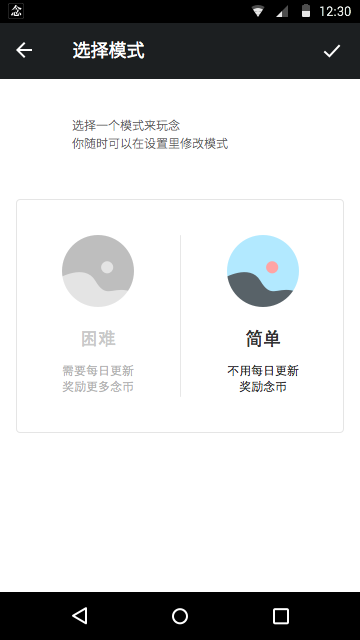 念
12:30
选择模式
选择一个模式来玩念
你随时可以在设置里修改模式
困难
需要每日更新
奖励更多念币
简单
不用每日更新
奖励念币